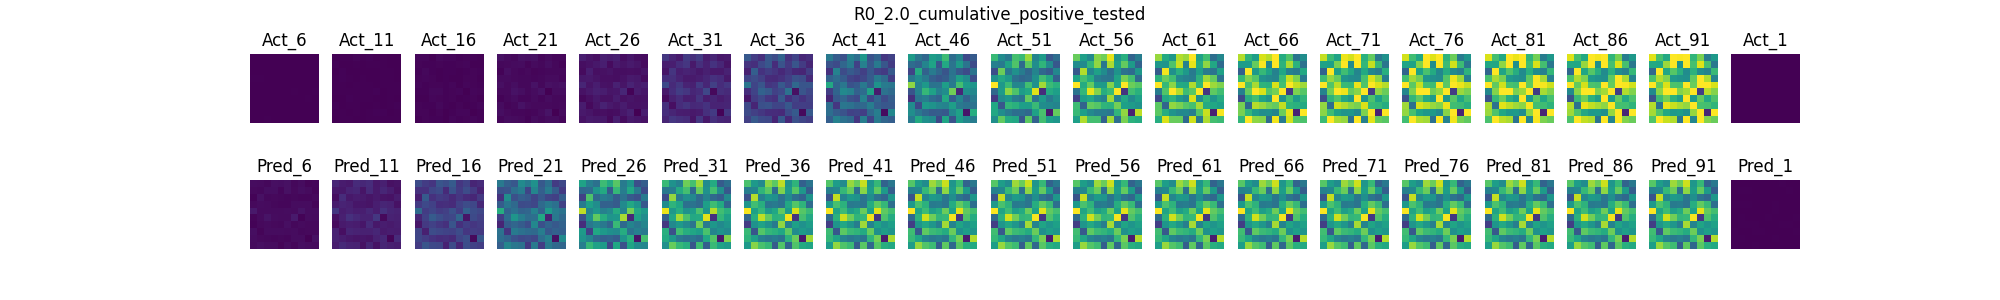 R0_2.0_cumulative_positive_tested
Act_6 Act_11 Act_16 Act_21 Act_26 Act_31 Act_36 Act_41 Act_46 Act_51 Act_56 Act_61 Act_66 Act_71 Act_76 Act_81 Act_86 Act_91 Act_1
Pred_6 Pred_11 Pred_16 Pred_21 Pred_26 Pred_31 Pred_36 Pred_41 Pred_46 Pred_51 Pred_56 Pred_61 Pred_66 Pred_71 Pred_76 Pred_81 Pred_86 Pred_91 Pred_1